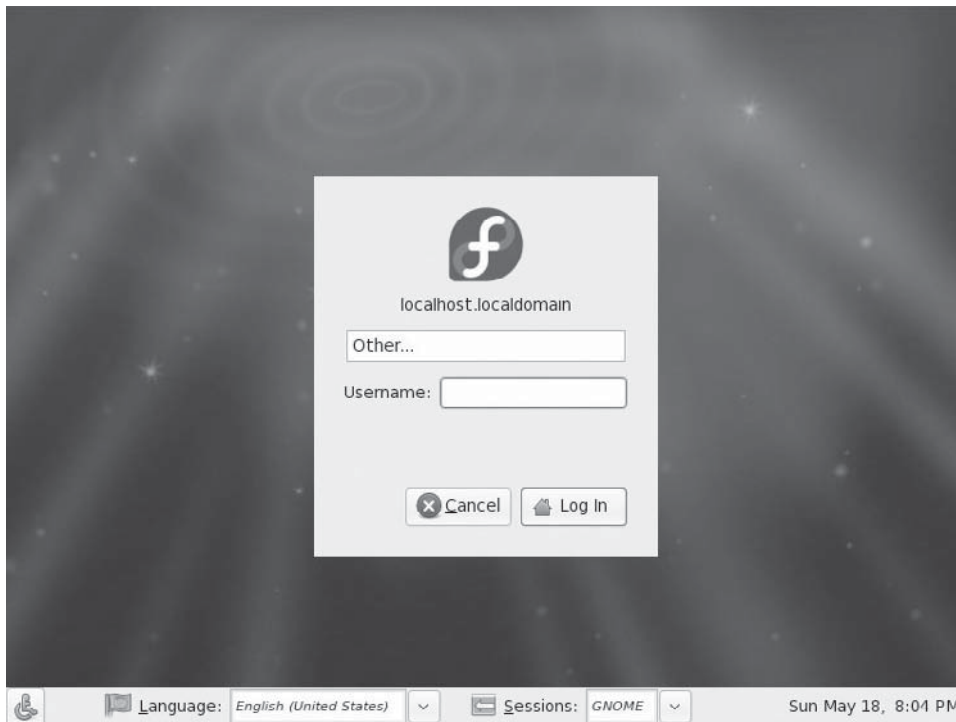 localhost.localdomain
Other...
Username:
Cancel
Log In
Language: English (United States) Sessions: GNOME Sun May 18, 8:04 PM